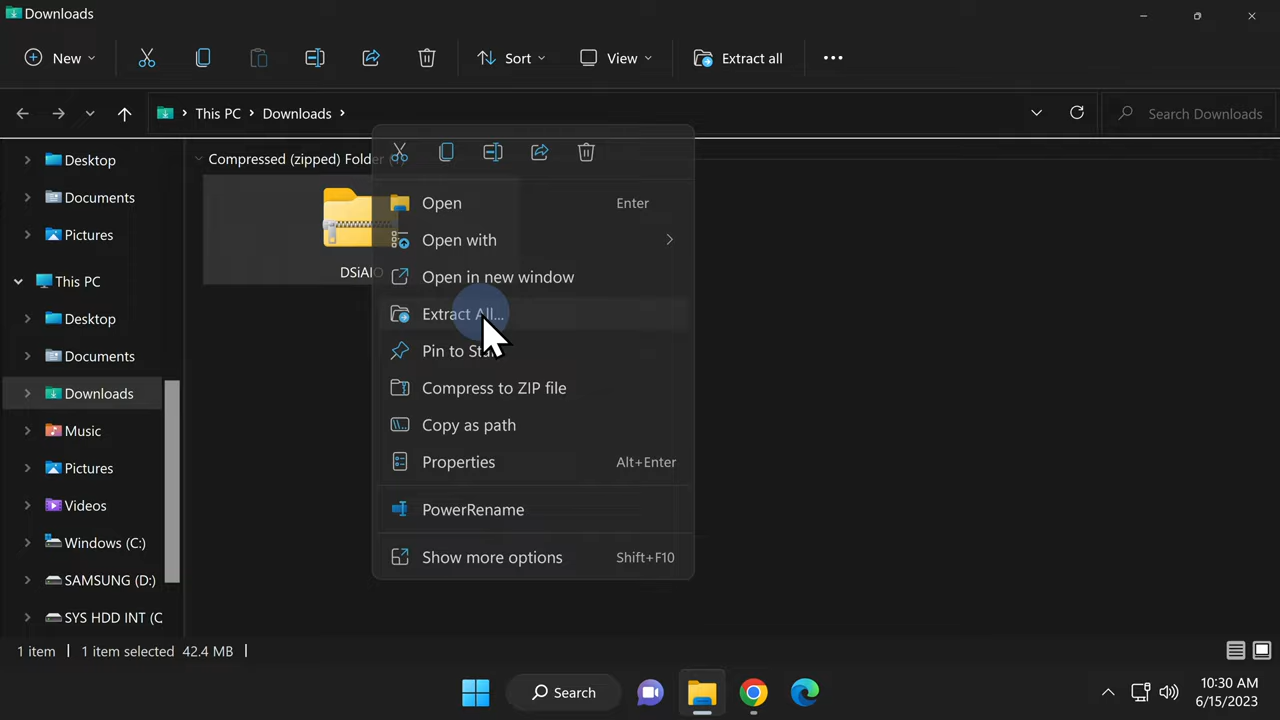 Downloads
New
Sort
View
Extract all
This PC
Downloads
Search Downloads
Desktop
Documents
Pictures
This PC
Desktop
Documents
Downloads
Music
Pictures
Videos
Windows (C:)
SAMSUNG (D:)
SYS HDD INT (C
Compressed (zipped) Folder
DSiAIO
Open Enter
Open with
Open in new window
Extract All...
Pin to Start
Compress to ZIP file
Copy as path
Properties Alt+Enter
PowerRename
Show more options Shift+F10
1 item 1 item selected 42.4 MB
Search
10:30 AM
6/15/2023